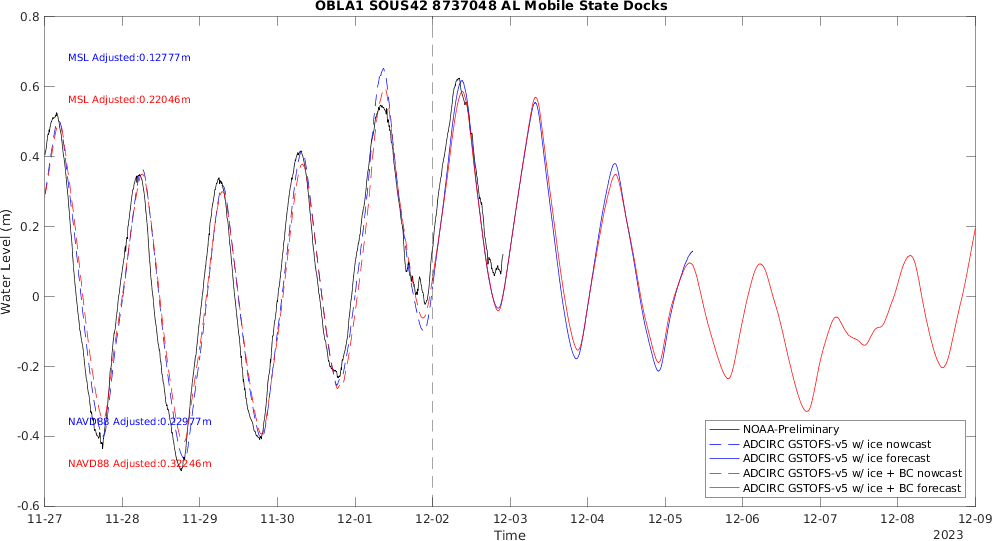 OBLA1 SOUS42 8737048 AL Mobile State Docks
0.8
0.6
0.4
0.2
0
-0.2
-0.4
-0.6
Water Level (m)
MSL Adjusted:0.12777m
MSL Adjusted:0.22046m
NAVD88 Adjusted:0.22977m
NAVD88 Adjusted:0.32246m
NOAA-Preliminary
ADCIRC GSTOFS-v5 w/ ice nowcast
ADCIRC GSTOFS-v5 w/ ice forecast
ADCIRC GSTOFS-v5 w/ ice + BC nowcast
ADCIRC GSTOFS-v5 w/ ice + BC forecast
11-27 11-28 11-29 11-30 12-01 12-02 12-03 12-04 12-05 12-06 12-07 12-08 12-09
Time
2023